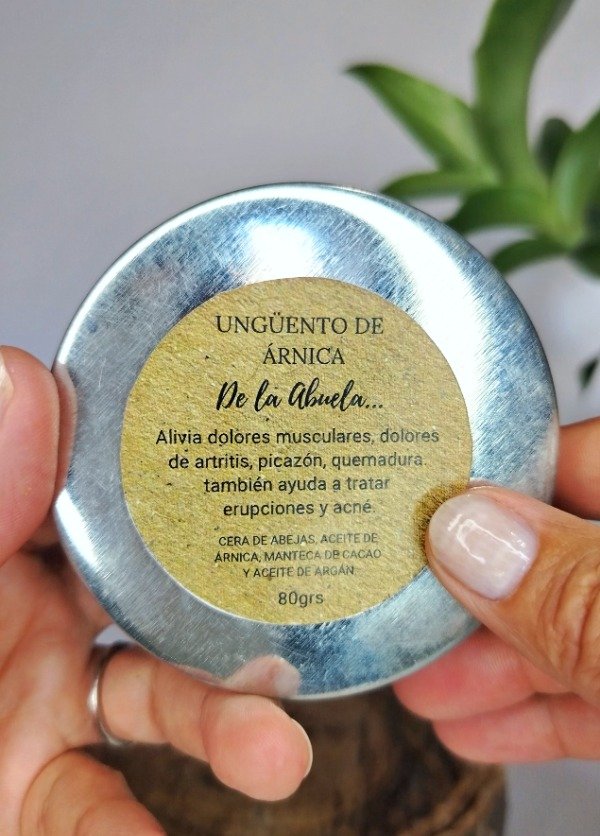 UNGÜENTO DE
ÁRNICA
De la Abuela...
Alivia dolores musculares, dolores
de artritis, picazón, quemadura.
también ayuda a tratar
erupciones y acné.
CERA DE ABEJAS, ACEITE DE
ÁRNICA, MANTECA DE CACAO
Y ACEITE DE ARGÁN.
80grs